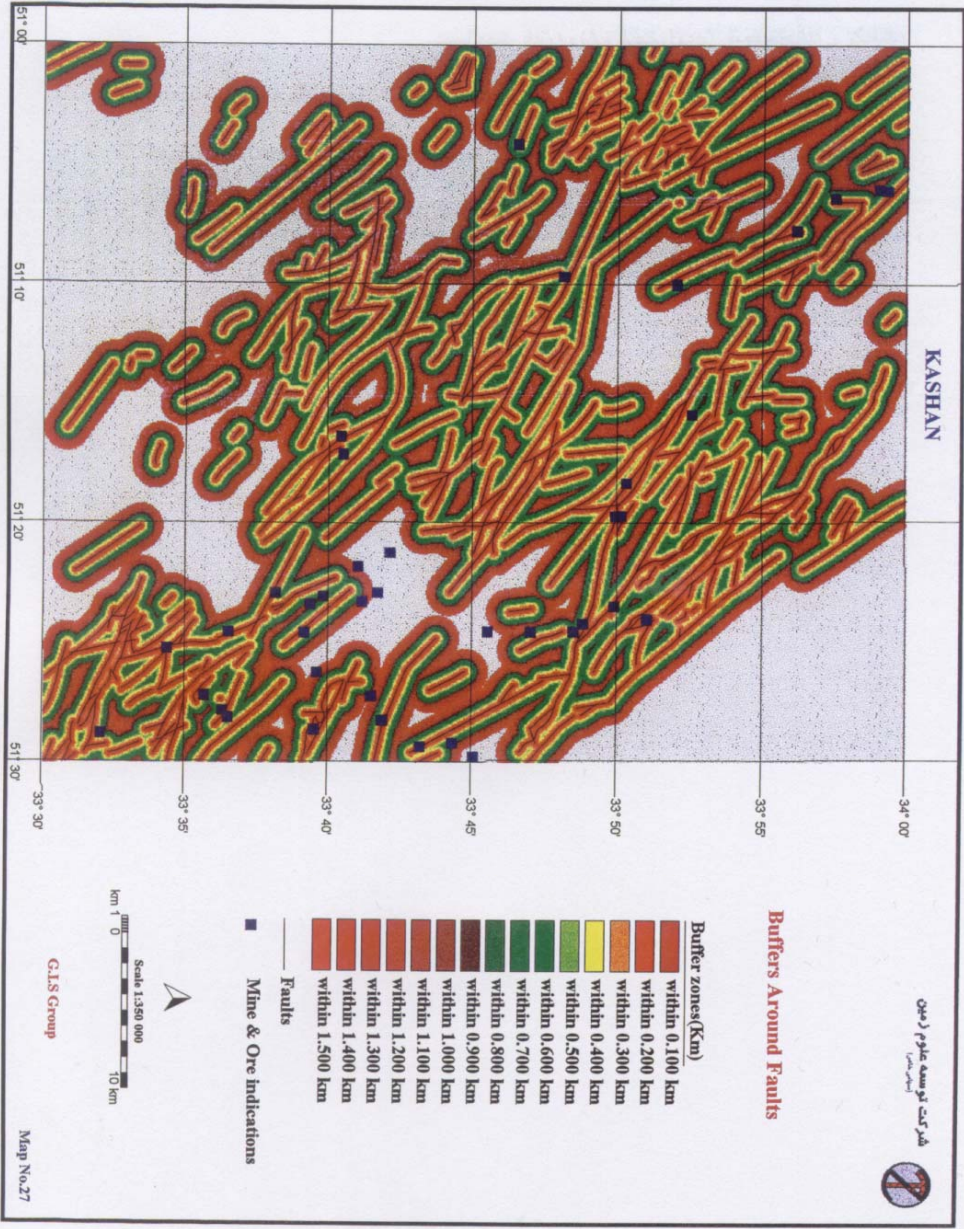 KASHAN
51° 00'
51° 10'
51° 20'
51° 30'
34° 00'
33° 55'
33° 50'
33° 45'
33° 40'
33° 35'
33° 30'
شرکت توسعه علوم زمین
(سهامی خاص)
Buffers Around Faults
Buffer zones(Km)
within 0.100 km
within 0.200 km
within 0.300 km
within 0.400 km
within 0.500 km
within 0.600 km
within 0.700 km
within 0.800 km
within 0.900 km
within 1.000 km
within 1.100 km
within 1.200 km
within 1.300 km
within 1.400 km
within 1.500 km
Faults
Mine & Ore indications
Scale 1:350 000
km 1 0 10 km
G.I.S Group
Map No.27